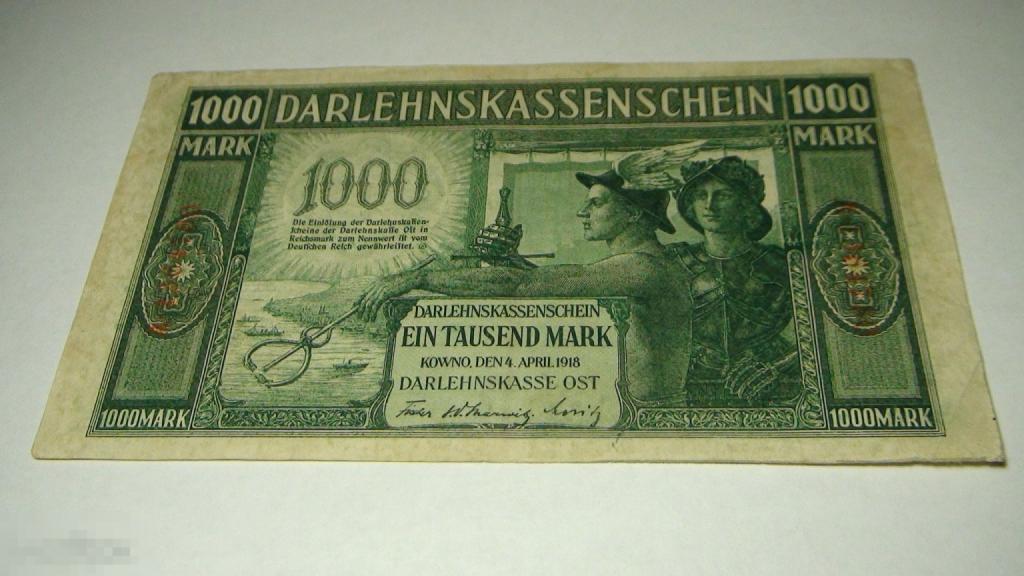 1000 DARLEHNSKASSENSCHEIN 1000
MARK MARK
1000
Die Einlösung der Darlehnskassen-
scheine der Darlehnskasse Ost in
Reichsmark zum Nennwert ist vom
Deutschen Reich gewährleistet.
DARLEHNSKASSENSCHEIN
EIN TAUSEND MARK
KOWNO, DEN 4. APRIL 1918
DARLEHNSKASSE OST
1000MARK 1000MARK